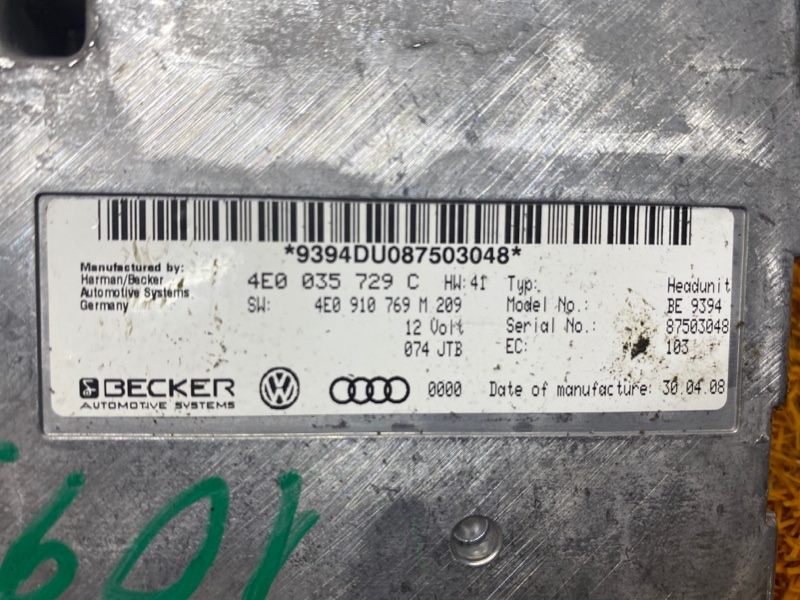 *9394DU087503048*
Manufactured by:
Harman/Becker
Automotive Systems
Germany
4E0 035 729 C HW:41
SW: 4E0 910 769 M 209
12 Volt
074 JTB
Typ: Headunit
Model No.: BE 9394
Serial No.: 87503048
EC: 103
BECKER
AUTOMOTIVE SYSTEMS
0000 Date of manufacture: 30.04.08
109